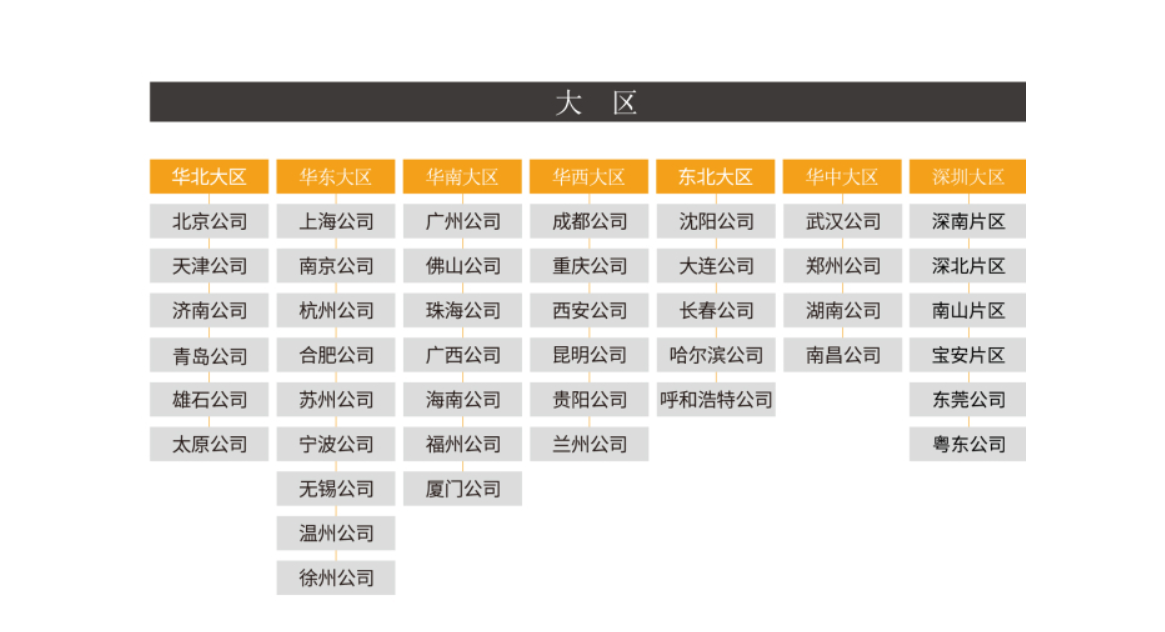 大 区
华北大区 华东大区 华南大区 华西大区 东北大区 华中大区 深圳大区
北京公司 上海公司 广州公司 成都公司 沈阳公司 武汉公司 深南片区
天津公司 南京公司 佛山公司 重庆公司 大连公司 郑州公司 深北片区
济南公司 杭州公司 珠海公司 西安公司 长春公司 湖南公司 南山片区
青岛公司 合肥公司 广西公司 昆明公司 哈尔滨公司 南昌公司 宝安片区
雄石公司 苏州公司 海南公司 贵阳公司 呼和浩特公司 东莞公司
太原公司 宁波公司 福州公司 兰州公司 粤东公司
无锡公司 厦门公司
温州公司
徐州公司